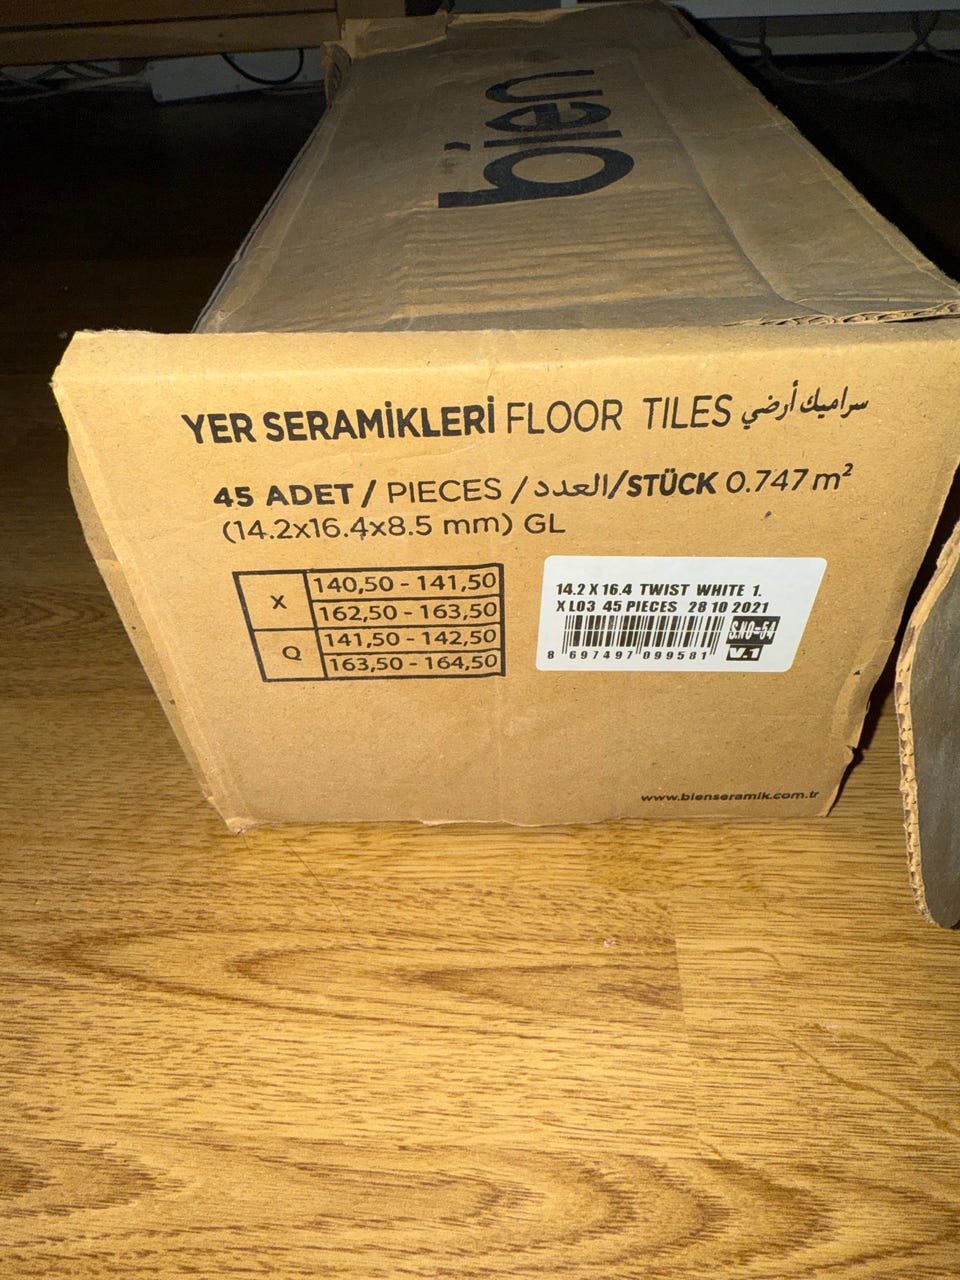 bien
YER SERAMİKLERİ FLOOR TILES سراميك أرضي
45 ADET / PIECES / العدد/STÜCK 0.747 m²
(14.2x16.4x8.5 mm) GL
X 140,50 - 141,50
162,50 - 163,50
Q 141,50 - 142,50
163,50 - 164,50
14.2 X 16.4 TWIST WHITE 1.
X L03 45 PIECES 28 10 2021
S.NO=54
8 697497 099581 V.1
www.bienseramik.com.tr